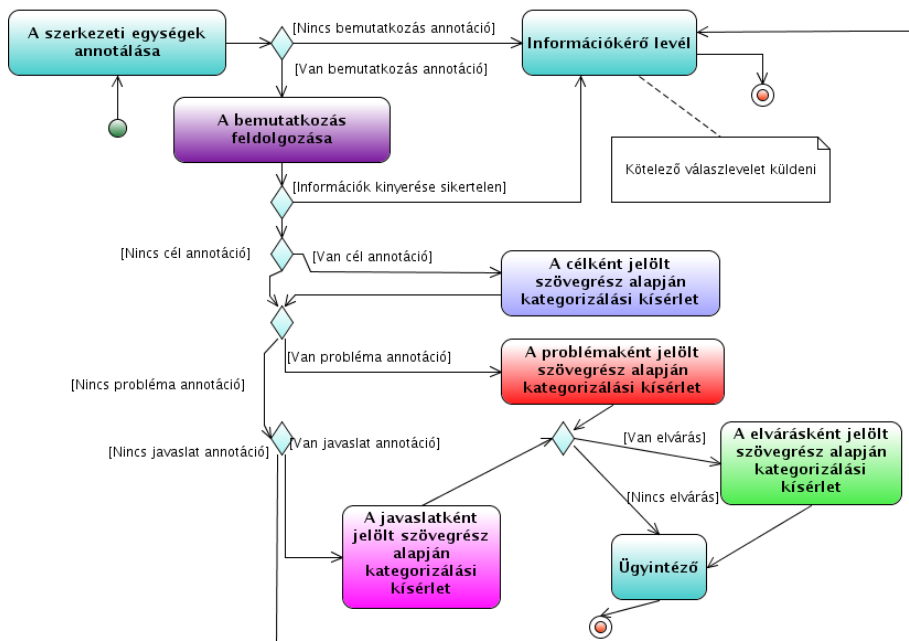 A szerkezeti egységek
annotálása
[Nincs bemutatkozás annotáció]
Információkérő levél
[Van bemutatkozás annotáció]
A bemutatkozás
feldolgozása
Kötelező válaszlevelet küldeni
[Információk kinyerése sikertelen]
[Nincs cél annotáció]
[Van cél annotáció]
A célként jelölt
szövegrész alapján
kategorizálási kísérlet
[Van probléma annotáció]
A problémaként jelölt
szövegrész alapján
kategorizálási kísérlet
[Nincs probléma annotáció]
[Nincs javaslat annotáció]
[Van javaslat annotáció]
[Van elvárás]
A elvárásként jelölt
szövegrész alapján
kategorizálási
kísérlet
[Nincs elvárás]
A javaslatként
jelölt szövegrész
alapján
kategorizálási
kísérlet
Ügyintéző